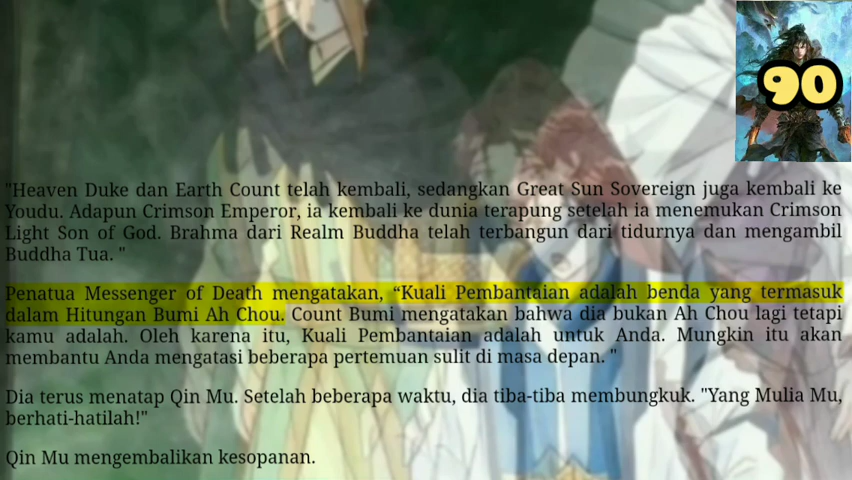 90
"Heaven Duke dan Earth Count telah kembali, sedangkan Great Sun Sovereign juga kembali ke
Youdu. Adapun Crimson Emperor, ia kembali ke dunia terapung setelah ia menemukan Crimson
Light Son of God. Brahma dari Realm Buddha telah terbangun dari tidurnya dan mengambil
Buddha Tua. "
Penatua Messenger of Death mengatakan, “Kuali Pembantaian adalah benda yang termasuk
dalam Hitungan Bumi Ah Chou. Count Bumi mengatakan bahwa dia bukan Ah Chou lagi tetapi
kamu adalah. Oleh karena itu, Kuali Pembantaian adalah untuk Anda. Mungkin itu akan
membantu Anda mengatasi beberapa pertemuan sulit di masa depan. "
Dia terus menatap Qin Mu. Setelah beberapa waktu, dia tiba-tiba membungkuk. "Yang Mulia Mu,
berhati-hatilah!"
Qin Mu mengembalikan kesopanan.